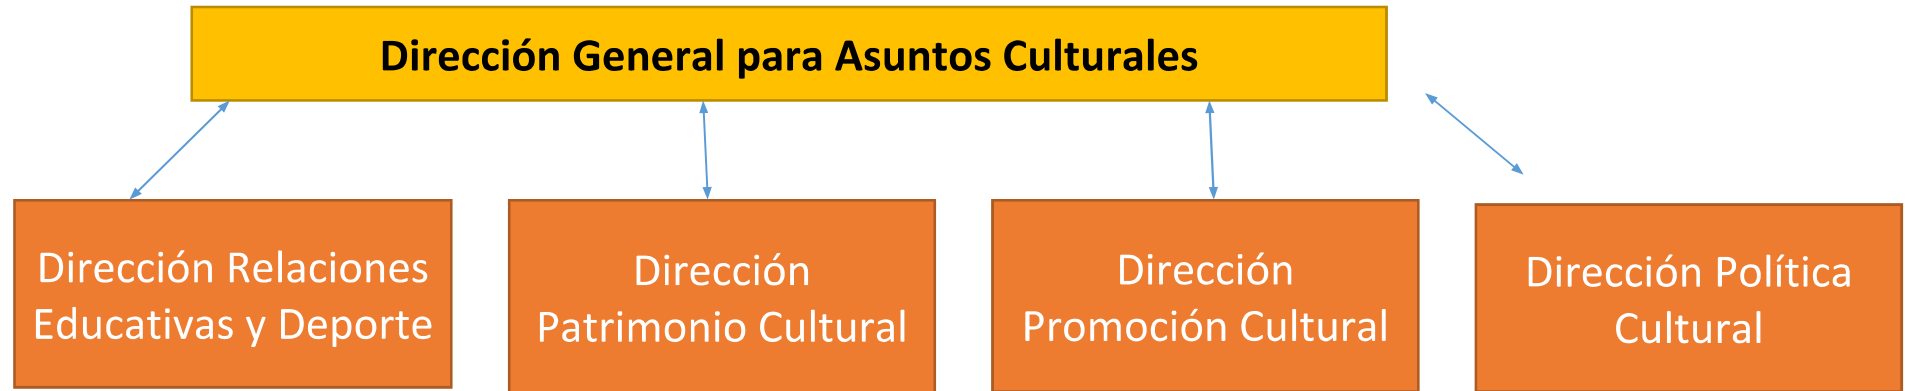 Dirección General para Asuntos Culturales
Dirección Relaciones
Educativas y Deporte
Dirección
Patrimonio Cultural
Dirección
Promoción Cultural
Dirección Política
Cultural